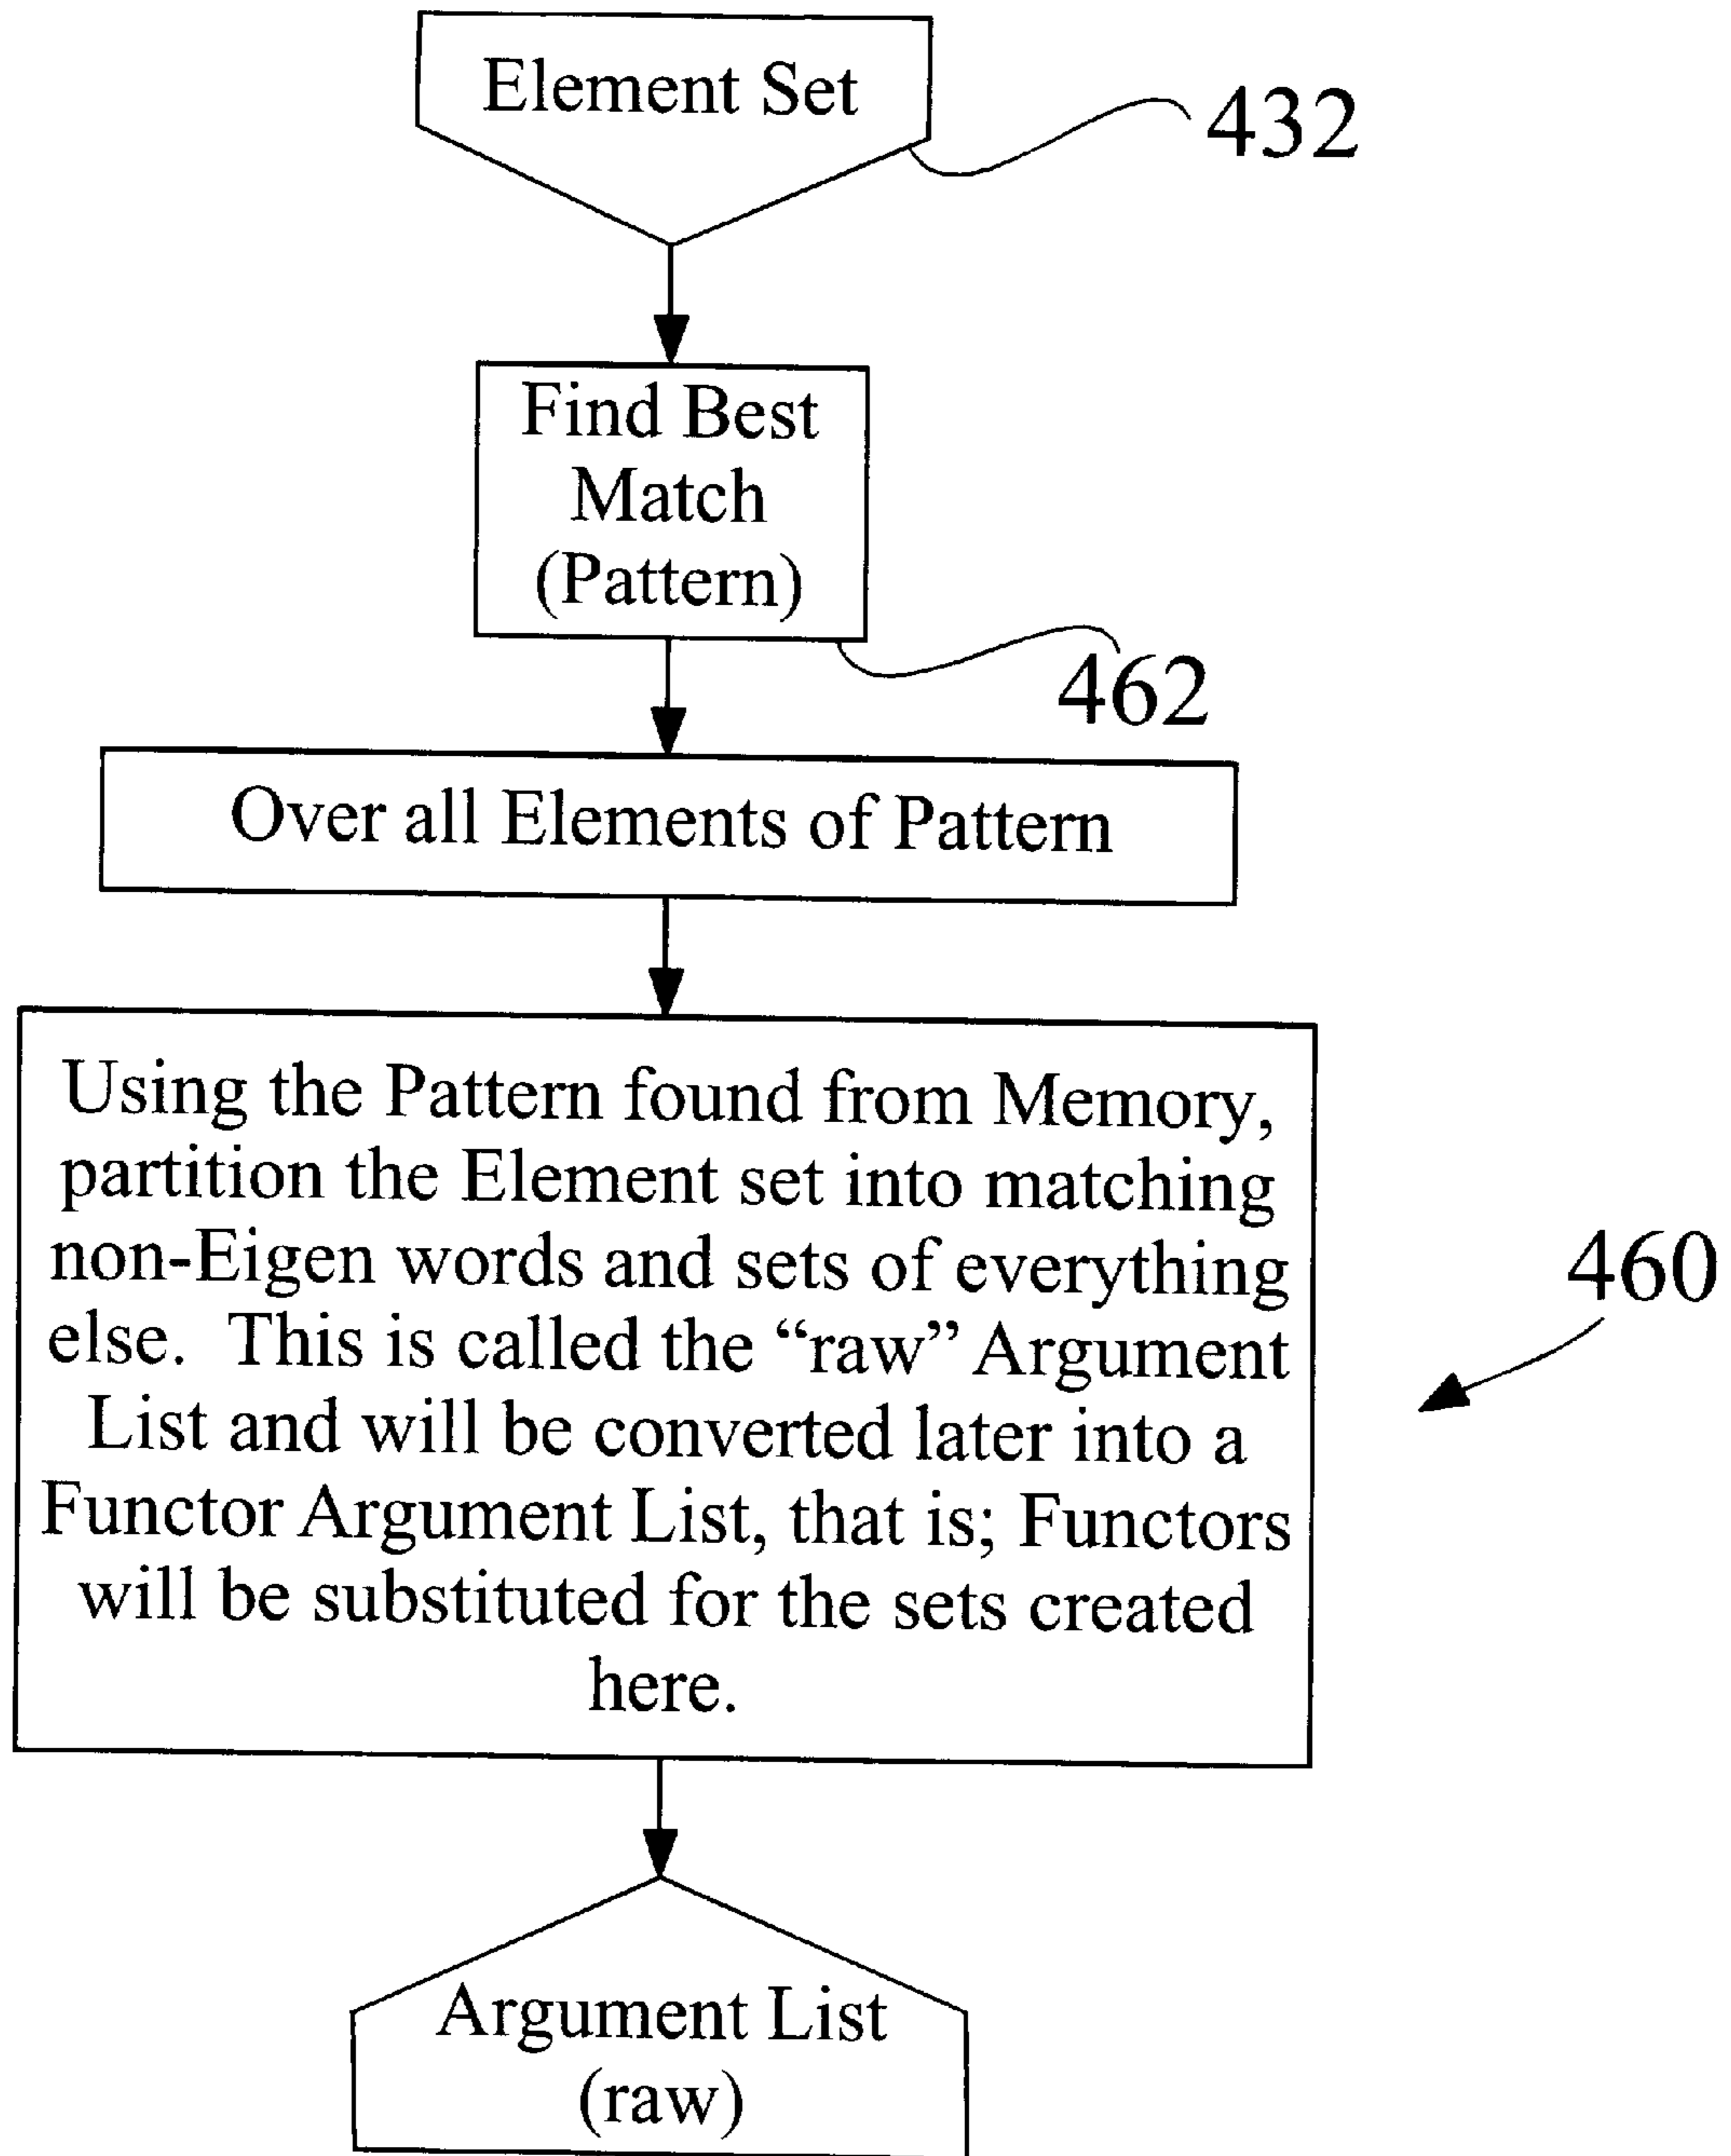 Element Set
432
Find Best
Match
(Pattern)
462
Over all Elements of Pattern
Using the Pattern found from Memory,
partition the Element set into matching
non-Eigen words and sets of everything
else.  This is called the “raw” Argument
List and will be converted later into a
Functor Argument List, that is; Functors
will be substituted for the sets created
here.
460
Argument List
(raw)